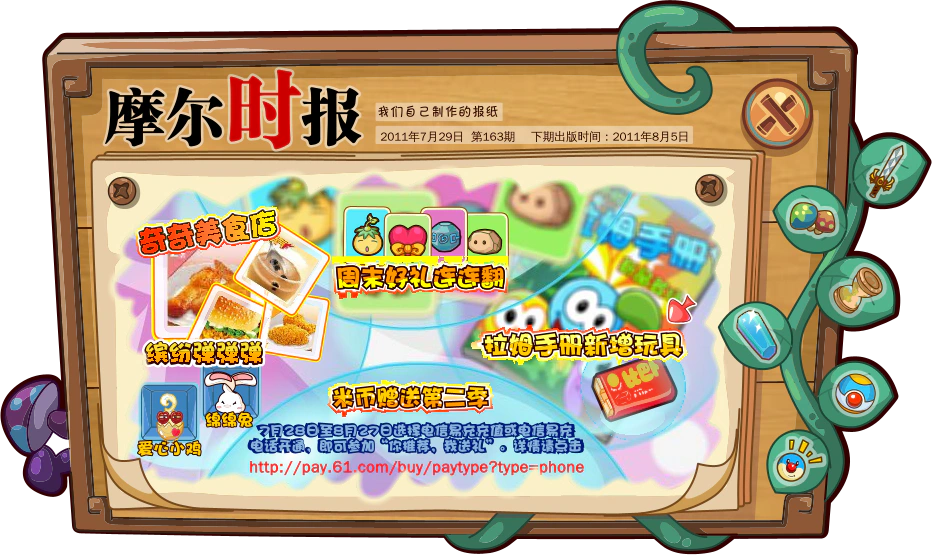 摩尔时报
我们自己制作的报纸
2011年7月29日 第163期 下期出版时间：2011年8月5日
奇奇美食店
周末好礼连连翻
拉姆手册
拉姆手册新增玩具
缤纷弹弹弹
绵绵兔
爱心小鸡
米币赠送第二季
7月28日至8月27日选择电信易充充值或电信易充
电话开通，即可参加“你推荐，我送礼”。详情请点击
http://pay.61.com/buy/paytype?type=phone